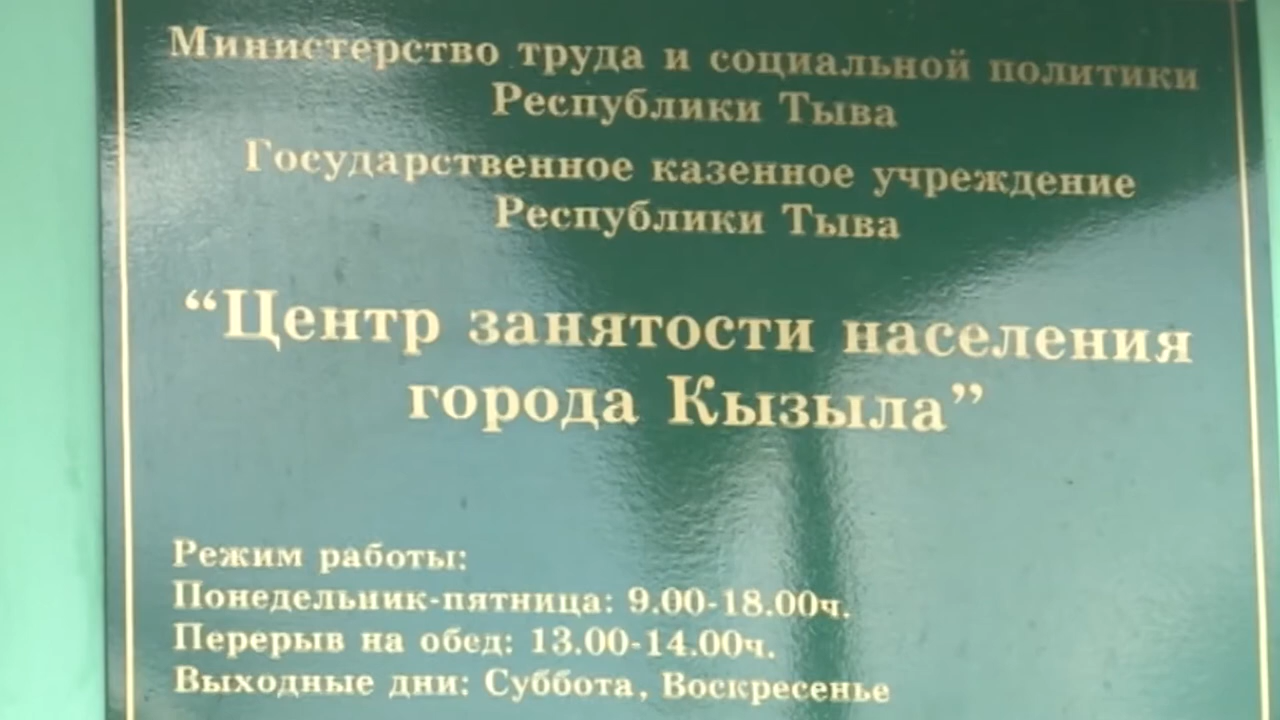 Министерство труда и социальной политики
Республики Тыва
Государственное казенное учреждение
Республики Тыва
“Центр занятости населения
города Кызыла”
Режим работы:
Понедельник-пятница: 9.00-18.00ч.
Перерыв на обед: 13.00-14.00ч.
Выходные дни: Суббота, Воскресенье